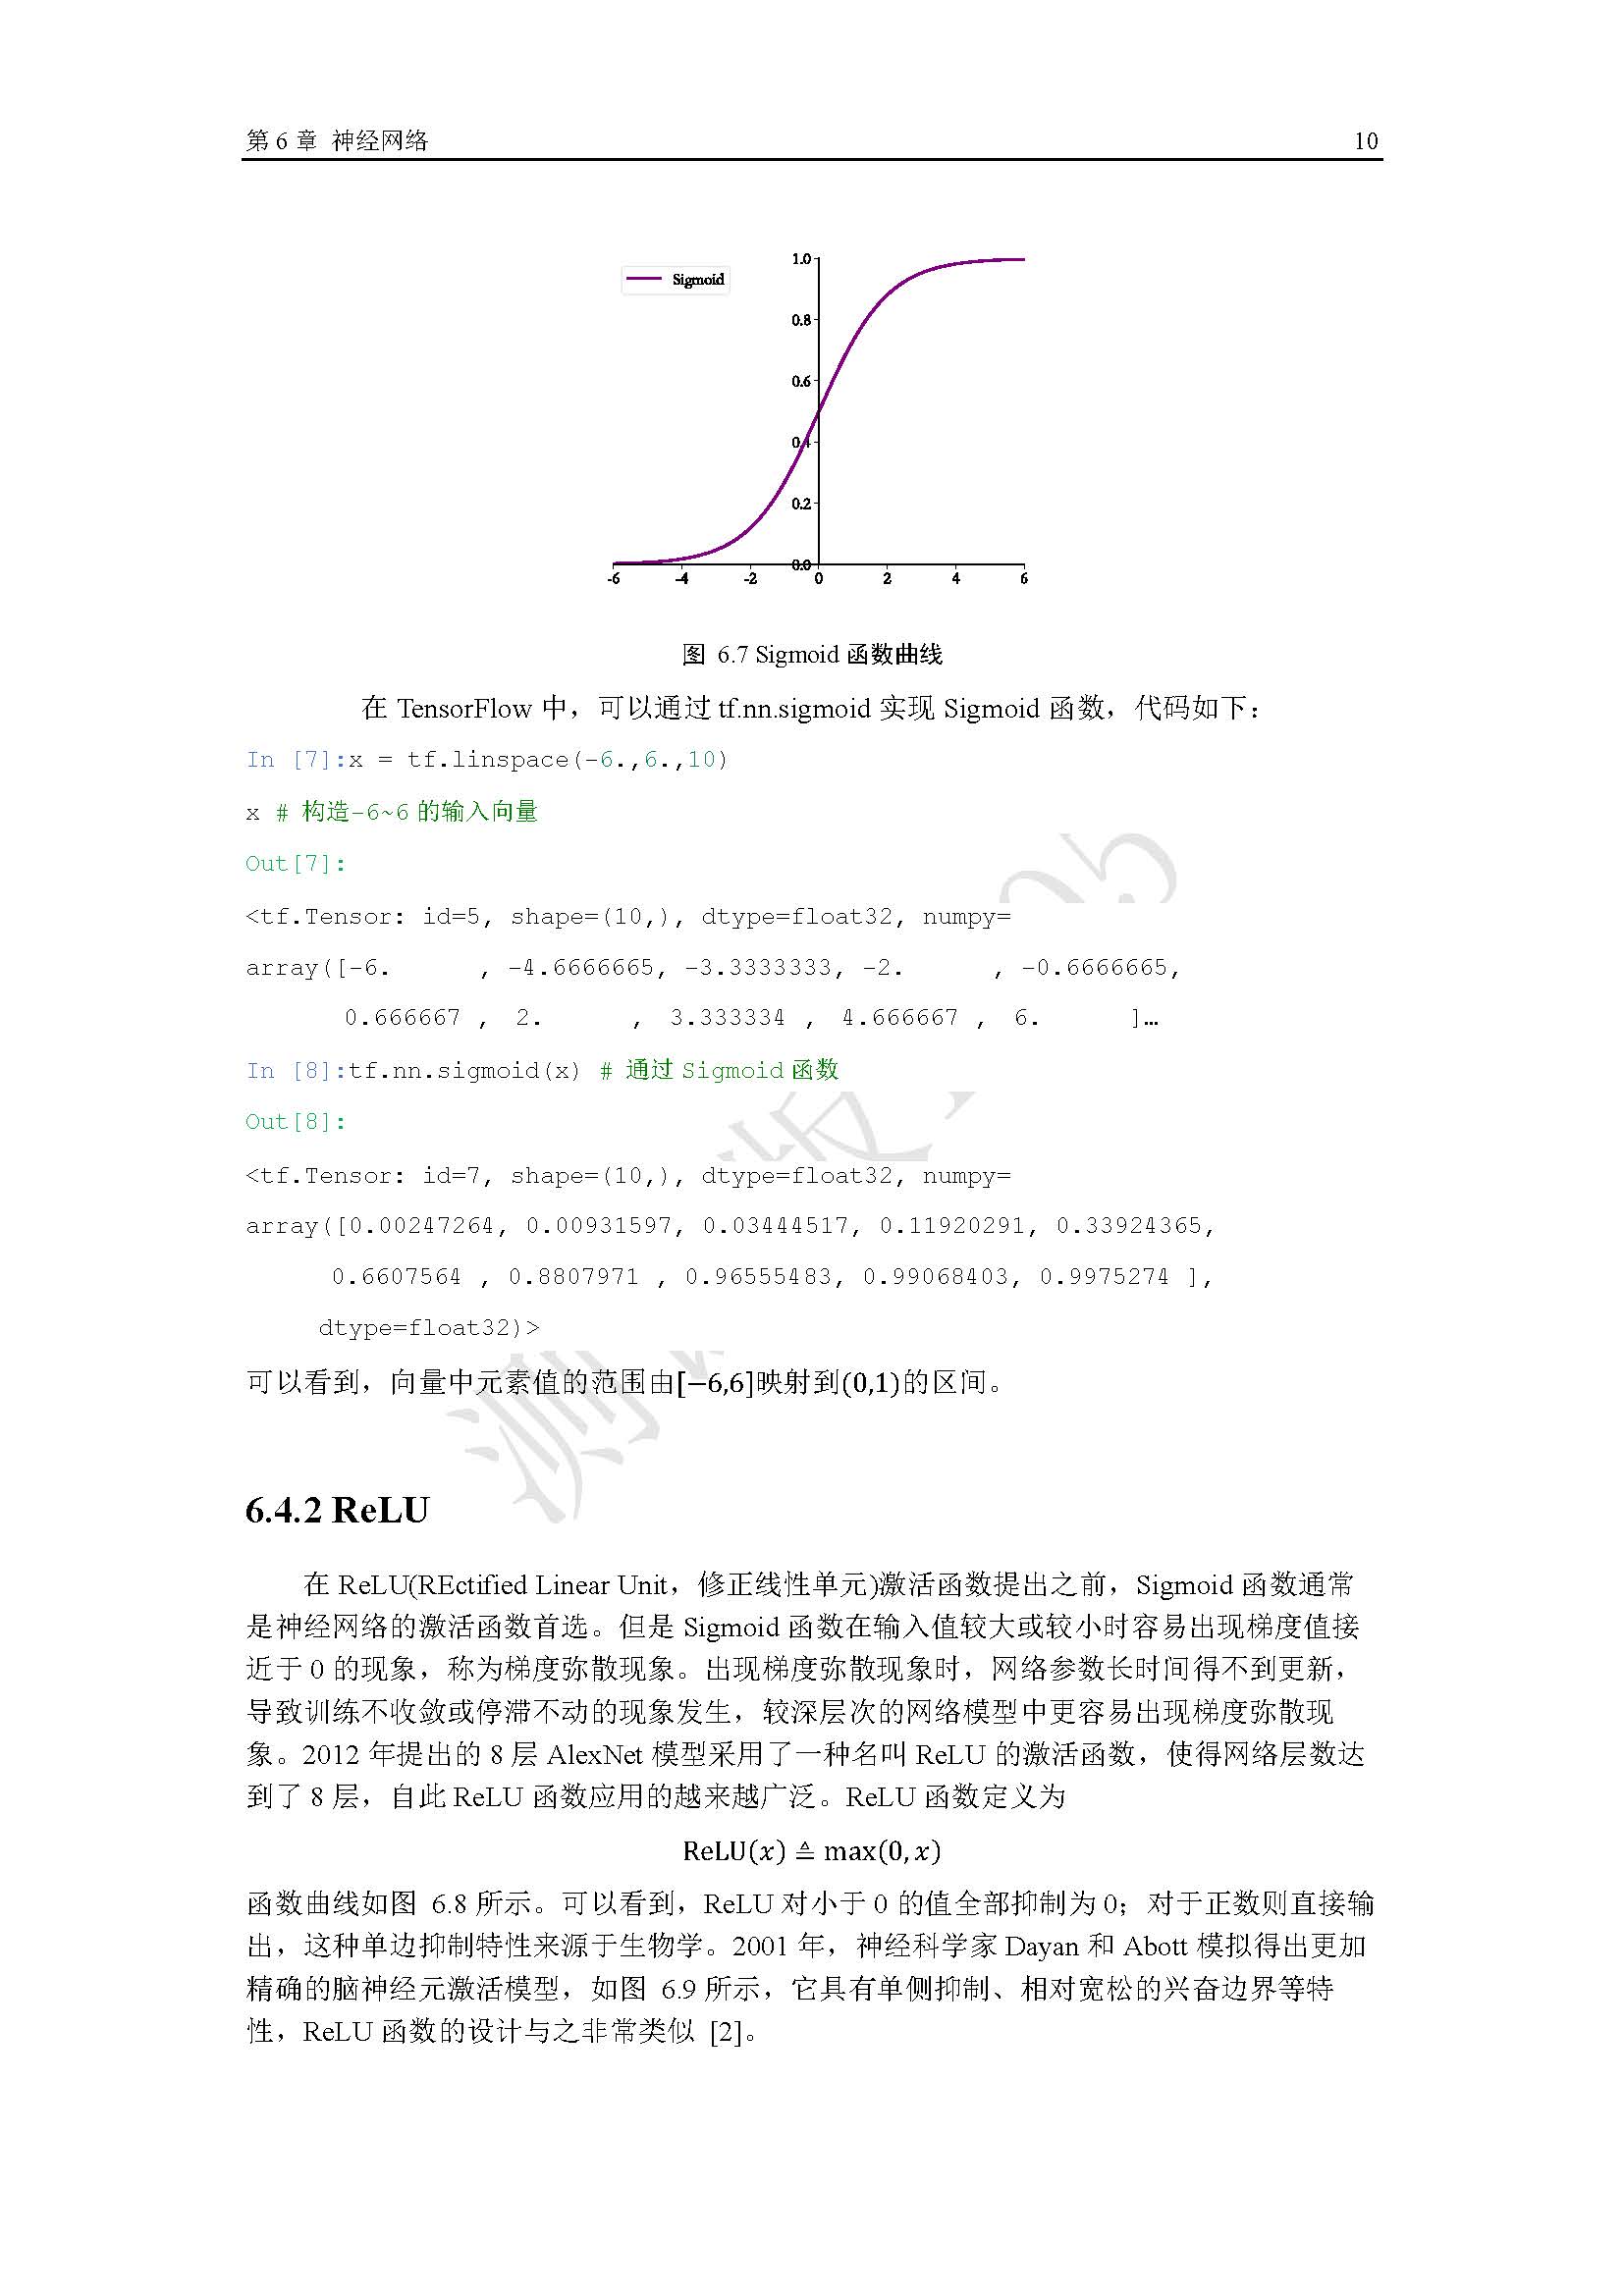 第 6 章 神经网络 10
Sigmoid
1.0
0.8
0.6
0.4
0.2
0.0
-6 -4 -2 0 2 4 6
图 6.7 Sigmoid 函数曲线
在 TensorFlow 中，可以通过 tf.nn.sigmoid 实现 Sigmoid 函数，代码如下：
In [7]:x = tf.linspace(-6.,6.,10)
x # 构造-6~6 的输入向量
Out[7]:
<tf.Tensor: id=5, shape=(10,), dtype=float32, numpy=
array([-6.      , -4.6666665, -3.3333333, -2.      , -0.6666665,
0.666667 , 2.      , 3.333334 , 4.666667 , 6.      ]…
In [8]:tf.nn.sigmoid(x) # 通过 Sigmoid 函数
Out[8]:
<tf.Tensor: id=7, shape=(10,), dtype=float32, numpy=
array([0.00247264, 0.00931597, 0.03444517, 0.11920291, 0.33924365,
0.6607564 , 0.8807971 , 0.96555483, 0.99068403, 0.9975274 ],
dtype=float32)>
可以看到，向量中元素值的范围由[−6,6]映射到(0,1)的区间。
6.4.2 ReLU
在 ReLU(REctified Linear Unit，修正线性单元)激活函数提出之前，Sigmoid 函数通常
是神经网络的激活函数首选。但是 Sigmoid 函数在输入值较大或较小时容易出现梯度值接
近于 0 的现象，称为梯度弥散现象。出现梯度弥散现象时，网络参数长时间得不到更新，
导致训练不收敛或停滞不动的现象发生，较深层次的网络模型中更容易出现梯度弥散现
象。2012 年提出的 8 层 AlexNet 模型采用了一种名叫 ReLU 的激活函数，使得网络层数达
到了 8 层，自此 ReLU 函数应用的越来越广泛。ReLU 函数定义为
ReLU(x) ≜ max(0, x)
函数曲线如图 6.8 所示。可以看到，ReLU 对小于 0 的值全部抑制为 0；对于正数则直接输
出，这种单边抑制特性来源于生物学。2001 年，神经科学家 Dayan 和 Abott 模拟得出更加
精确的脑神经元激活模型，如图 6.9 所示，它具有单侧抑制、相对宽松的兴奋边界等特
性，ReLU 函数的设计与之非常类似 [2]。